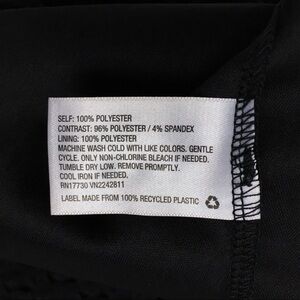 SELF: 100% POLYESTER
CONTRAST: 96% POLYESTER / 4% SPANDEX
LINING: 100% POLYESTER
MACHINE WASH COLD WITH LIKE COLORS. GENTLE
CYCLE. ONLY NON-CHLORINE BLEACH IF NEEDED.
TUMBLE DRY LOW. REMOVE PROMPTLY.
COOL IRON IF NEEDED.
RN17730 VN2242811
LABEL MADE FROM 100% RECYCLED PLASTIC